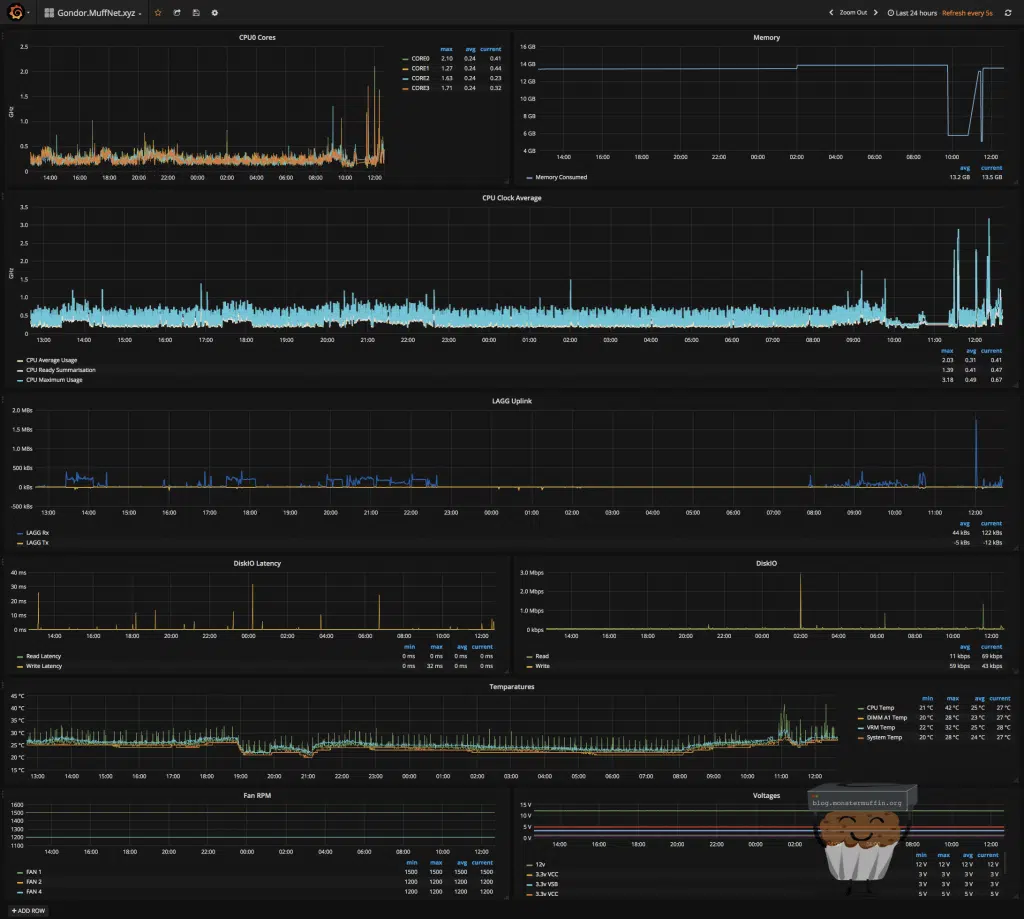 Gondor.MuffNet.xyz
Zoom Out
Last 24 hours Refresh every 5s
CPU0 Cores
GHz
2.5
2.0
1.5
1.0
0.5
0
14:00 16:00 18:00 20:00 22:00 00:00 02:00 04:00 06:00 08:00 10:00 12:00
max avg current
CORE0 2.10 0.24 0.41
CORE1 1.27 0.24 0.44
CORE2 1.63 0.24 0.23
CORE3 1.71 0.24 0.32
Memory
16 GB
14 GB
12 GB
10 GB
8 GB
6 GB
4 GB
14:00 16:00 18:00 20:00 22:00 00:00 02:00 04:00 06:00 08:00 10:00 12:00
avg current
Memory Consumed 13.2 GB 13.5 GB
CPU Clock Average
GHz
3.5
3.0
2.5
2.0
1.5
1.0
0.5
0
13:00 14:00 15:00 16:00 17:00 18:00 19:00 20:00 21:00 22:00 23:00 00:00 01:00 02:00 03:00 04:00 05:00 06:00 07:00 08:00 09:00 10:00 11:00 12:00
max avg current
CPU Average Usage 2.03 0.31 0.41
CPU Ready Summarisation 1.39 0.41 0.47
CPU Maximum Usage 3.18 0.49 0.67
LAGG Uplink
2.0 MBs
1.5 MBs
1.0 MBs
500 kBs
0 kBs
-500 kBs
13:00 14:00 15:00 16:00 17:00 18:00 19:00 20:00 21:00 22:00 23:00 00:00 01:00 02:00 03:00 04:00 05:00 06:00 07:00 08:00 09:00 10:00 11:00 12:00
avg current
LAGG Rx 44 kBs 122 kBs
LAGG Tx -5 kBs -12 kBs
DiskIO Latency
40 ms
30 ms
20 ms
10 ms
0 ms
14:00 16:00 18:00 20:00 22:00 00:00 02:00 04:00 06:00 08:00 10:00 12:00
min max avg current
Read Latency 0 ms 0 ms 0 ms 0 ms
Write Latency 0 ms 32 ms 0 ms 0 ms
DiskIO
3.0 Mbps
2.0 Mbps
1.0 Mbps
0 kbps
14:00 16:00 18:00 20:00 22:00 00:00 02:00 04:00 06:00 08:00 10:00 12:00
avg current
Read 11 kbps 69 kbps
Write 59 kbps 43 kbps
Temparatures
45 °C
40 °C
35 °C
30 °C
25 °C
20 °C
15 °C
13:00 14:00 15:00 16:00 17:00 18:00 19:00 20:00 21:00 22:00 23:00 00:00 01:00 02:00 03:00 04:00 05:00 06:00 07:00 08:00 09:00 10:00 11:00 12:00
min max avg current
CPU Temp 21 °C 42 °C 25 °C 27 °C
DIMM A1 Temp 20 °C 28 °C 23 °C 27 °C
VRM Temp 22 °C 32 °C 25 °C 28 °C
System Temp 20 °C 28 °C 24 °C 27 °C
Fan RPM
1600
1500
1400
1300
1200
1100
14:00 16:00 18:00 20:00 22:00 00:00 02:00 04:00 06:00 08:00 10:00 12:00
min max avg current
FAN 1 1500 1500 1500 1500
FAN 2 1200 1200 1200 1200
FAN 4 1200 1200 1200 1200
Voltages
15 V
10 V
5 V
0 V
14:00 16:00 18:00 20:00 22:00 00:00 02:00 08:00 10:00 12:00
blog.monstermuffin.org
min max avg current
12v 12 V 12 V 12 V 12 V
3.3v VCC 3 V 3 V 3 V 3 V
3.3v VSB 3 V 3 V 3 V 3 V
3.3v VCC 5 V 5 V 5 V 5 V
+ ADD ROW